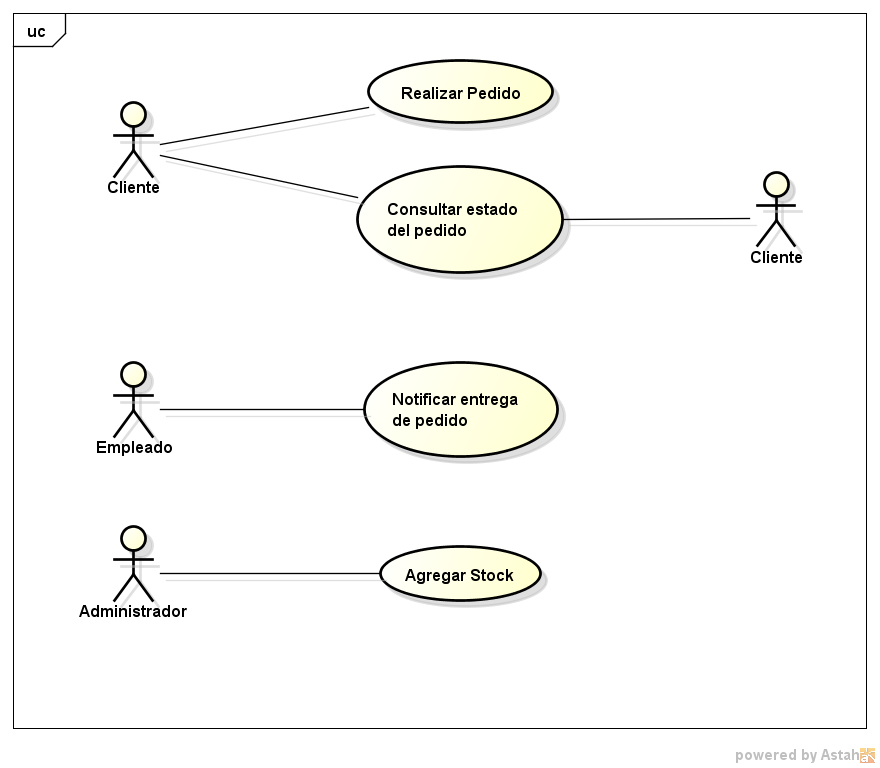 uc
Realizar Pedido
Cliente
Consultar estado
del pedido
Cliente
Notificar entrega
de pedido
Empleado
Agregar Stock
Administrador
powered by Astah